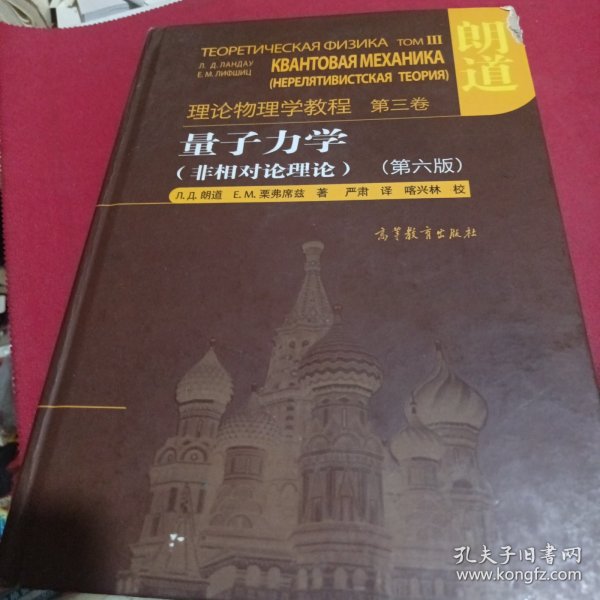 ТЕОРЕТИЧЕСКАЯ ФИЗИКА ТОМ III
Л. Д. ЛАНДАУ
Е. М. ЛИФШИЦ
КВАНТОВАЯ МЕХАНИКА
(НЕРЕЛЯТИВИСТСКАЯ ТЕОРИЯ)
朗道
理论物理学教程 第三卷
量子力学
(非相对论理论) (第六版)
Л. Д. 朗道 Е. М. 栗弗席兹 著 严肃 译 喀兴林 校
高等教育出版社
孔夫子旧书网
www.kongfz.com